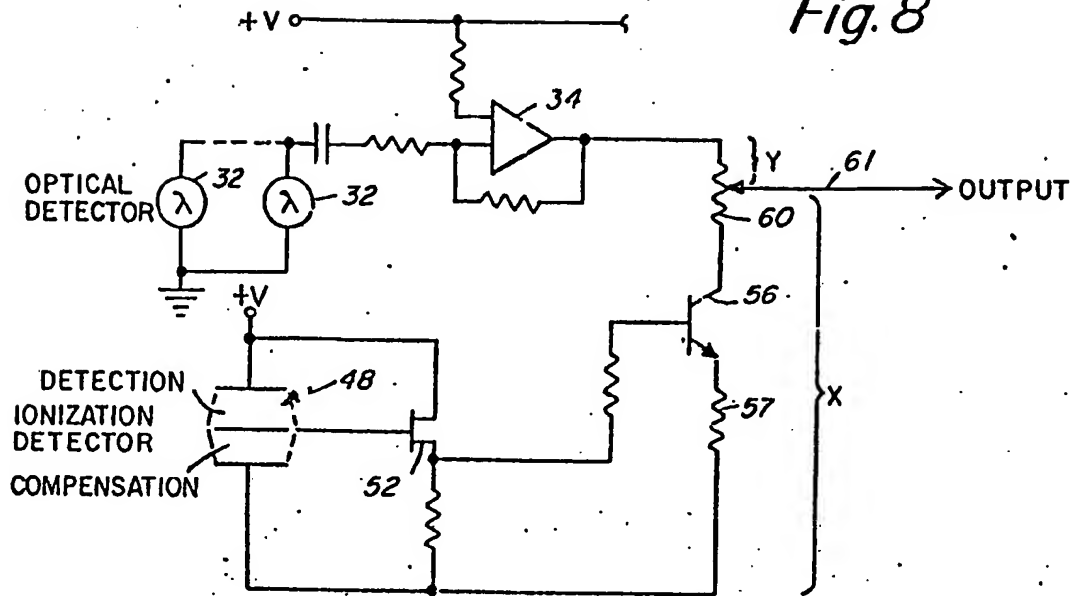 Fig. 8
+V
34
OPTICAL
DETECTOR
32
λ
λ
32
Y
61
OUTPUT
60
+V
56
DETECTION
48
IONIZATION
DETECTOR
COMPENSATION
52
57
X